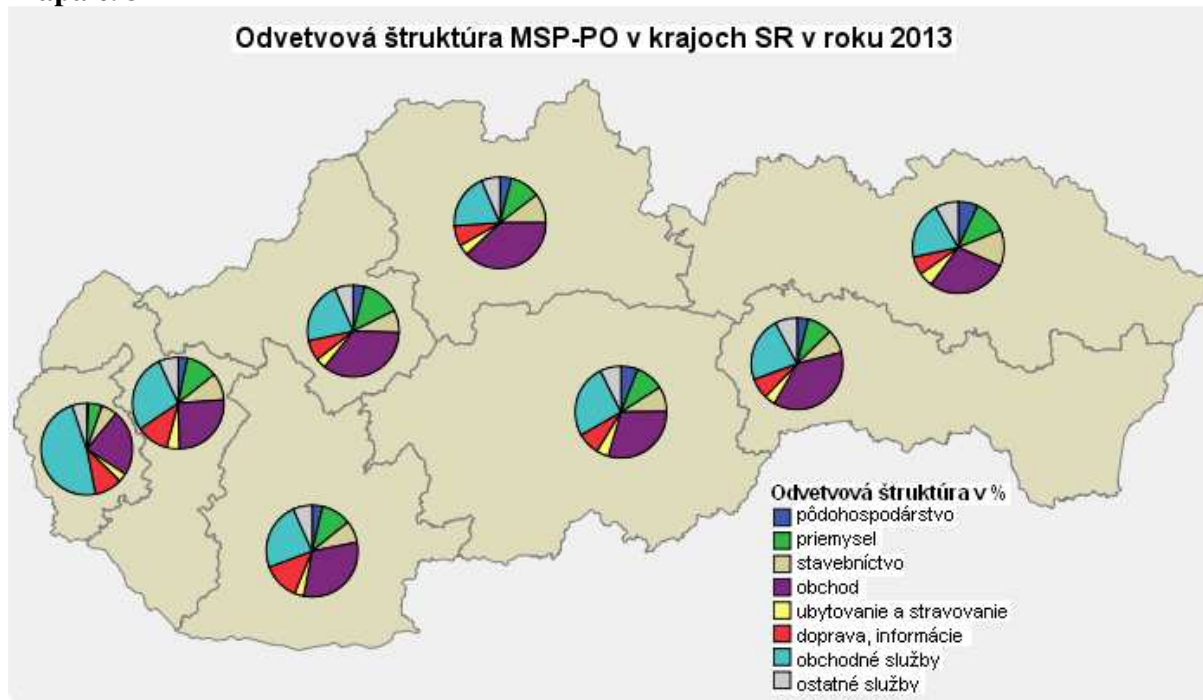 Odvetvová štruktúra MSP-PO v krajoch SR v roku 2013
Odvetvová štruktúra v %
pôdohospodárstvo
priemysel
stavebníctvo
obchod
ubytovanie a stravovanie
doprava, informácie
obchodné služby
ostatné služby